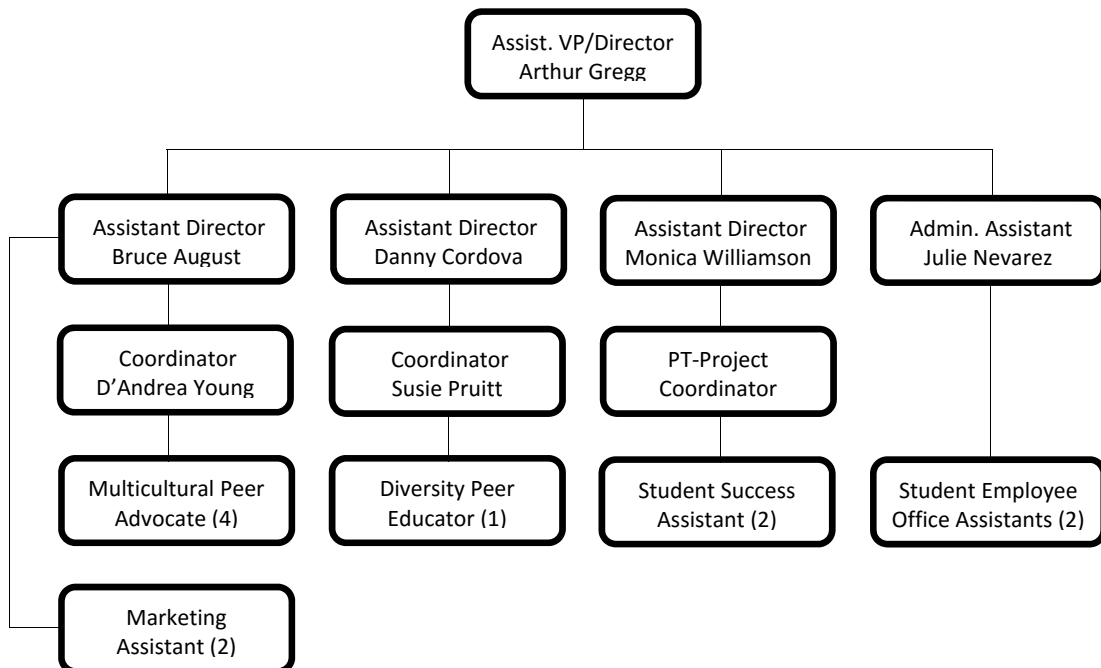 Assist. VP/Director
Arthur Gregg
Assistant Director
Bruce August
Assistant Director
Danny Cordova
Assistant Director
Monica Williamson
Admin. Assistant
Julie Nevarez
Coordinator
D’Andrea Young
Coordinator
Susie Pruitt
PT-Project
Coordinator
Multicultural Peer
Advocate (4)
Diversity Peer
Educator (1)
Student Success
Assistant (2)
Student Employee
Office Assistants (2)
Marketing
Assistant (2)